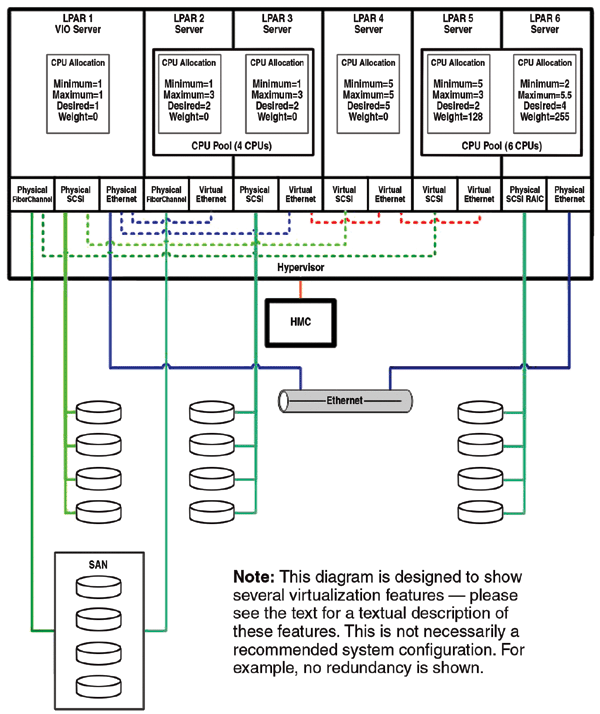 LPAR 1
VIO Server
LPAR 2
Server
LPAR 3
Server
LPAR 4
Server
LPAR 5
Server
LPAR 6
Server
CPU Allocation
Minimum=1
Maximum=1
Desired=1
Weight=0
CPU Allocation
Minimum=1
Maximum=3
Desired=2
Weight=0
CPU Allocation
Minimum=1
Maximum=3
Desired=2
Weight=0
CPU Allocation
Minimum=5
Maximum=5
Desired=5
Weight=0
CPU Allocation
Minimum=5
Maximum=3
Desired=2
Weight=128
CPU Allocation
Minimum=2
Maximum=5.5
Desired=4
Weight=255
CPU Pool (4 CPUs)
CPU Pool (6 CPUs)
Physical
FiberChannel
Physical
SCSI
Physical
Ethernet
Physical
FiberChannel
Virtual
Ethernet
Physical
SCSI
Virtual
Ethernet
Virtual
SCSI
Virtual
Ethernet
Virtual
SCSI
Virtual
Ethernet
Physical
SCSI RAIC
Physical
Ethernet
Hypervisor
HMC
Ethernet
SAN
Note: This diagram is designed to show
several virtualization features — please
see the text for a textual description of
these features. This is not necessarily a
recommended system configuration. For
example, no redundancy is shown.